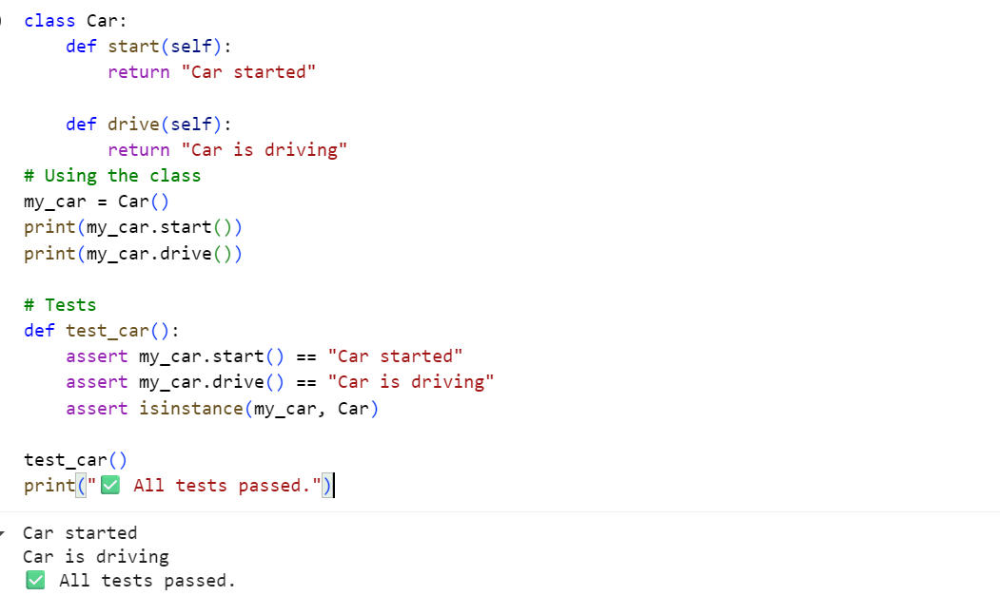 class Car:
    def start(self):
        return "Car started"

    def drive(self):
        return "Car is driving"
# Using the class
my_car = Car()
print(my_car.start())
print(my_car.drive())

# Tests
def test_car():
    assert my_car.start() == "Car started"
    assert my_car.drive() == "Car is driving"
    assert isinstance(my_car, Car)

test_car()
print("✅ All tests passed.")
Car started
Car is driving
✅ All tests passed.